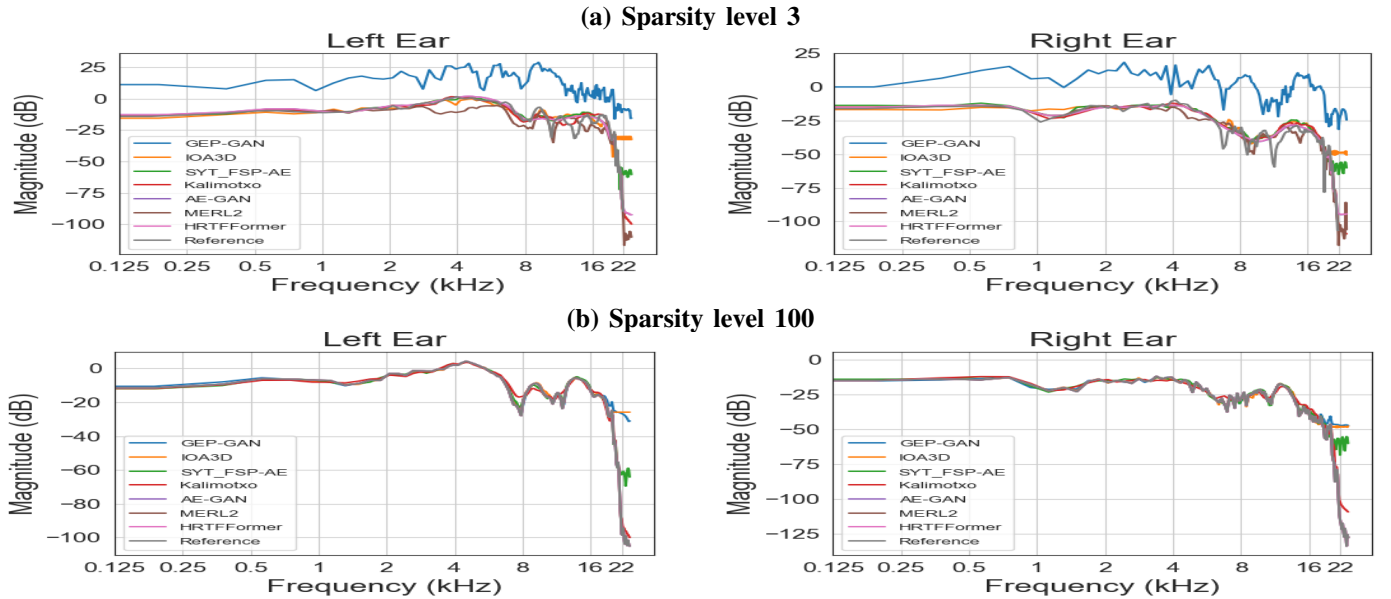 (a) Sparsity level 3
Left Ear
Right Ear
25
0
−25
−50
−75
−100
Magnitude (dB)
GEP-GAN
IOA3D
SYT_FSP-AE
Kalimotxo
AE-GAN
MERL2
HRTFFormer
Reference
0.125 0.25 0.5 1 2 4 8 16 22
Frequency (kHz)
25
0
−25
−50
−75
−100
Magnitude (dB)
GEP-GAN
IOA3D
SYT_FSP-AE
Kalimotxo
AE-GAN
MERL2
HRTFFormer
Reference
0.125 0.25 0.5 1 2 4 8 16 22
Frequency (kHz)
(b) Sparsity level 100
Left Ear
Right Ear
0
−20
−40
−60
−80
−100
Magnitude (dB)
GEP-GAN
IOA3D
SYT_FSP-AE
Kalimotxo
AE-GAN
MERL2
HRTFFormer
Reference
0.125 0.25 0.5 1 2 4 8 16 22
Frequency (kHz)
0
−25
−50
−75
−100
−125
Magnitude (dB)
GEP-GAN
IOA3D
SYT_FSP-AE
Kalimotxo
AE-GAN
MERL2
HRTFFormer
Reference
0.125 0.25 0.5 1 2 4 8 16 22
Frequency (kHz)